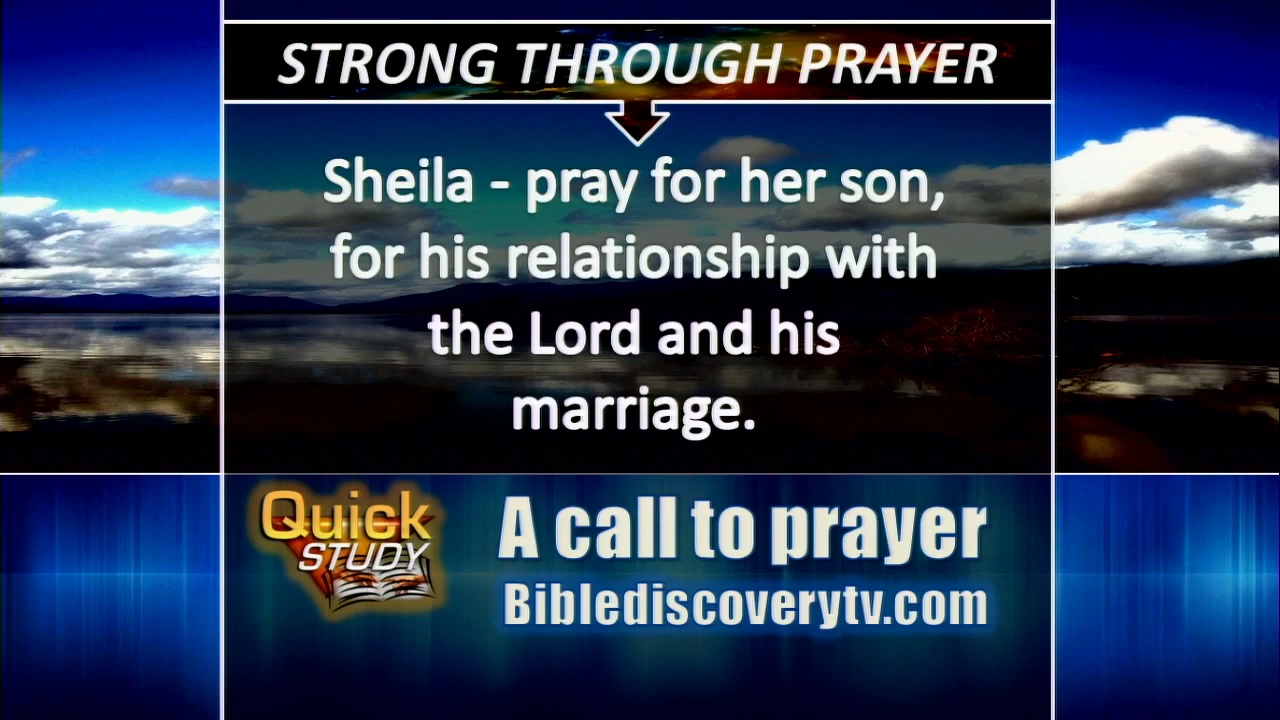 STRONG THROUGH PRAYER
Sheila - pray for her son,
for his relationship with
the Lord and his
marriage.
Quick
STUDY
A call to prayer
Biblediscoverytv.com